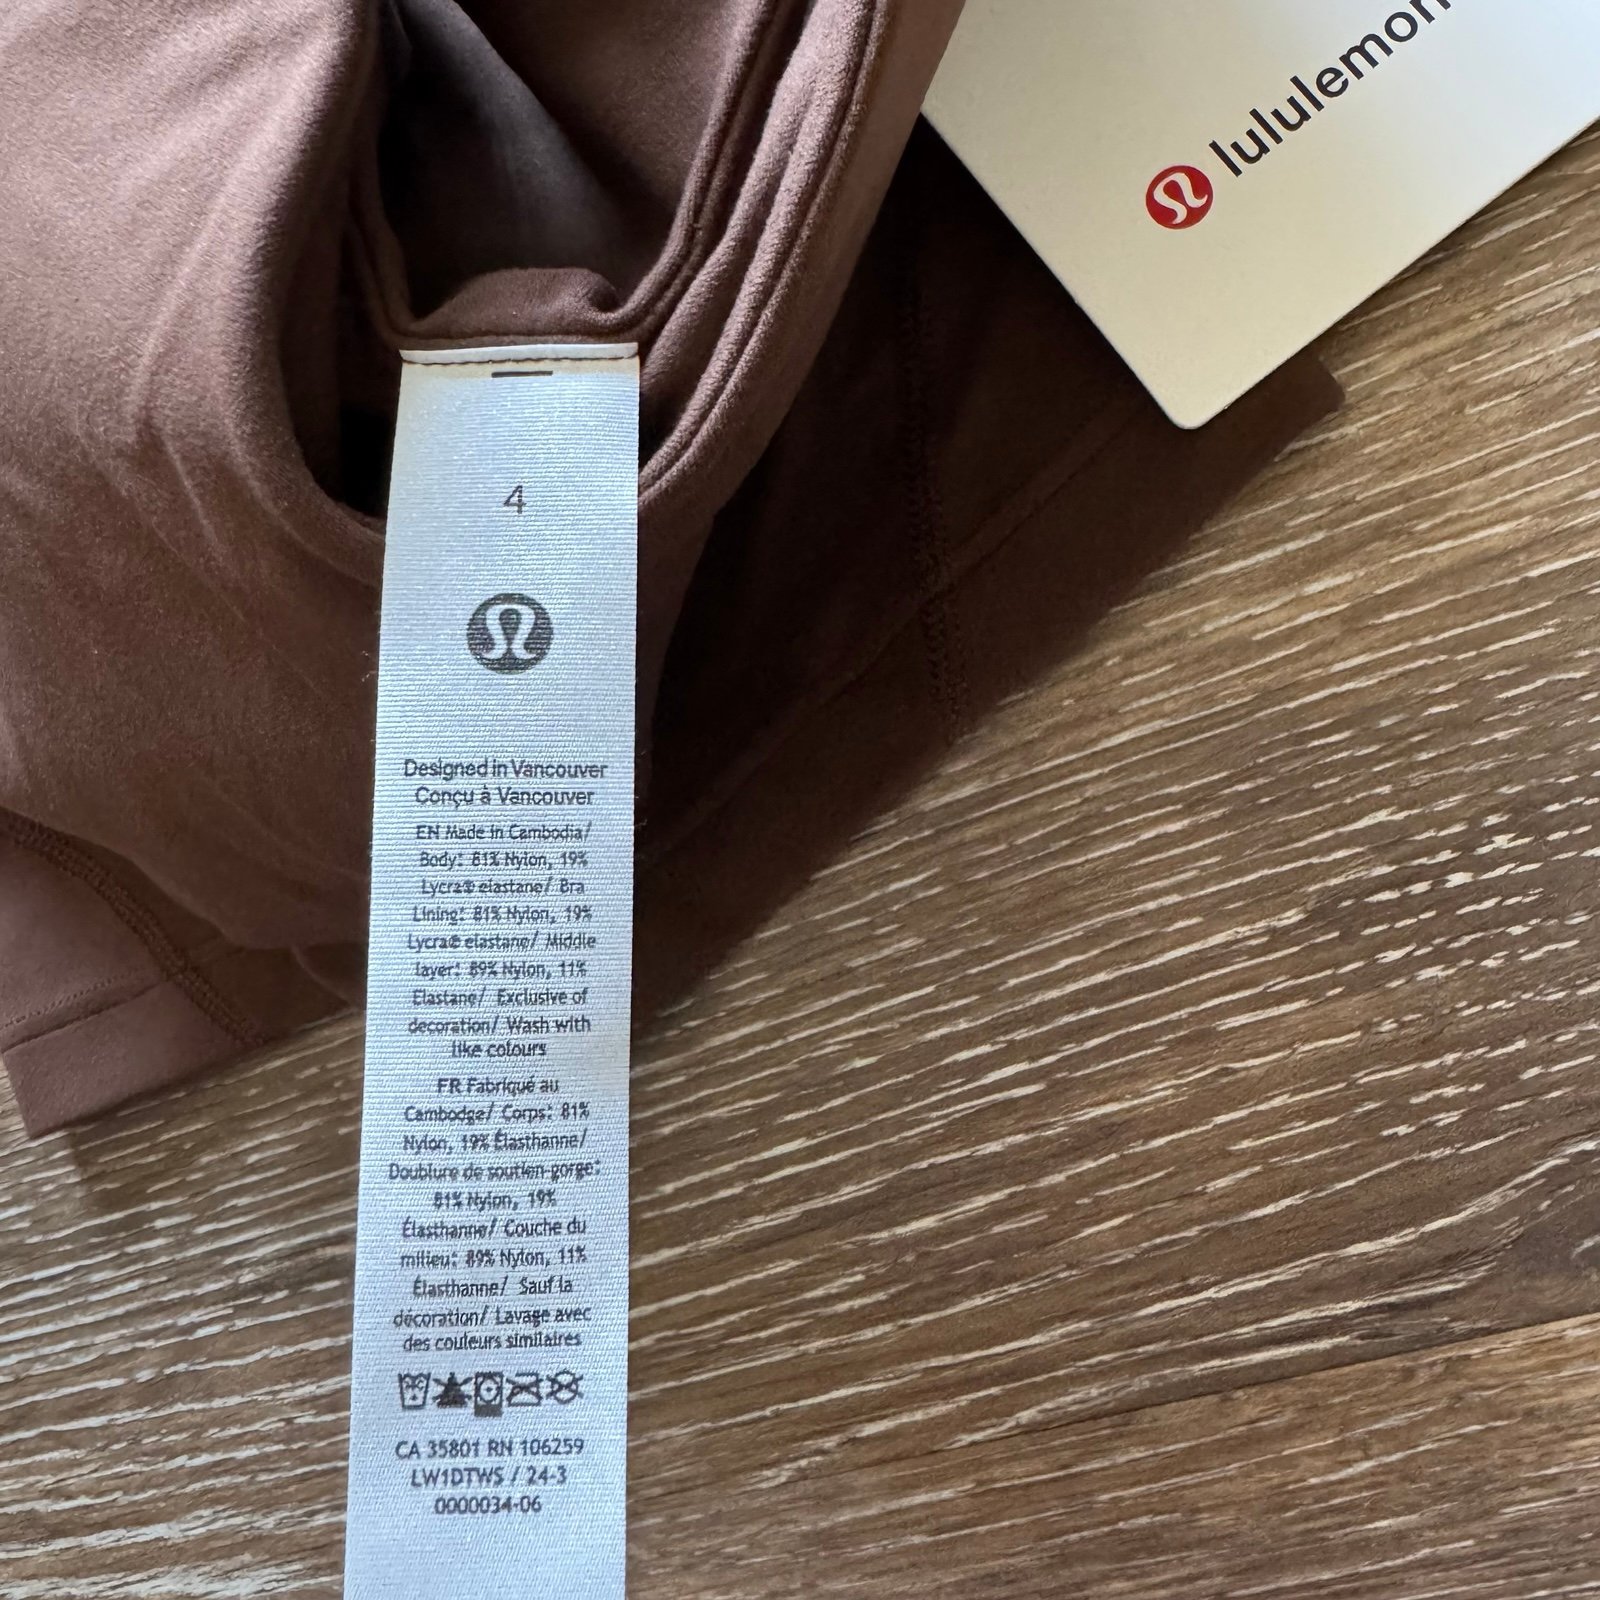 lululemon
4
Designed in Vancouver
Conçu à Vancouver
EN Made in Cambodia/
Body: 81% Nylon, 19%
Lycra® elastane/ Bra
Lining: 81% Nylon, 19%
Lycra® elastane/ Middle
layer: 89% Nylon, 11%
Elastane/ Exclusive of
decoration/ Wash with
like colours
FR Fabriqué au
Cambodge/ Corps: 81%
Nylon, 19% Élasthanne/
Doublure de soutien-gorge:
81% Nylon, 19%
Élasthanne/ Couche du
milieu: 89% Nylon, 11%
Élasthanne/ Sauf la
décoration/ Lavage avec
des couleurs similaires
CA 35801 RN 106259
LW1DTWS / 24-3
0000034-06